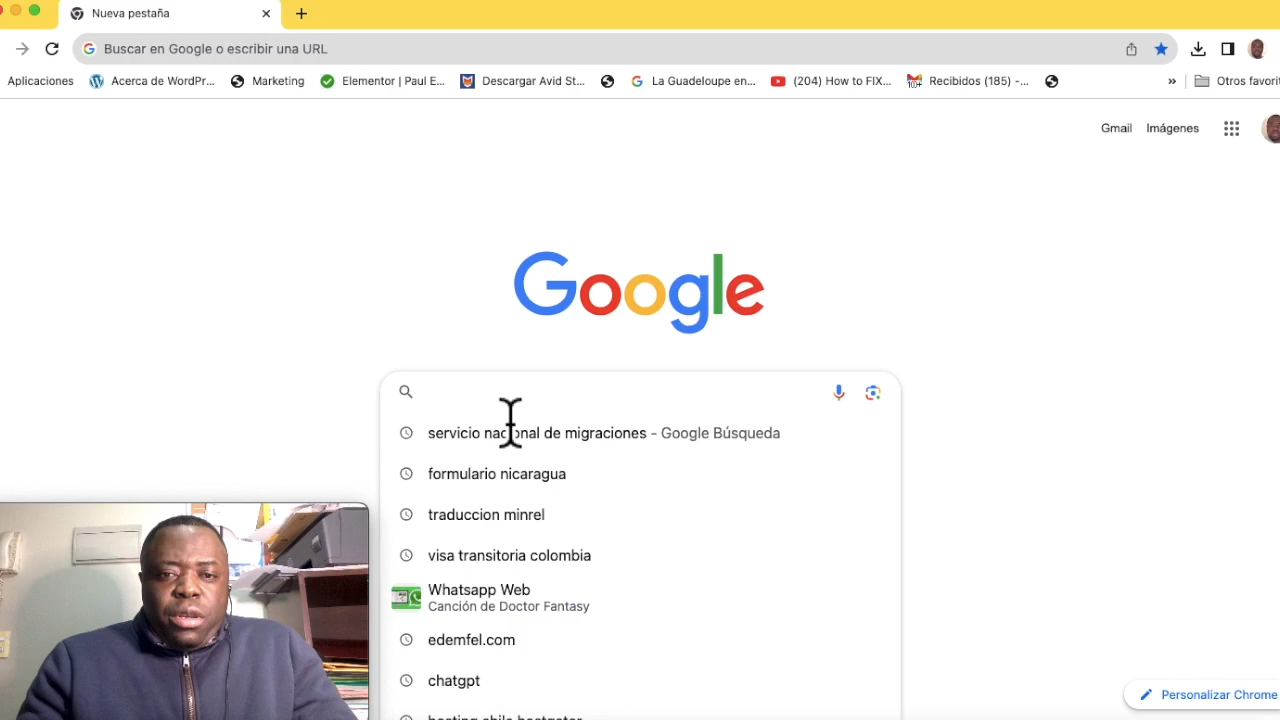 Nueva pestaña
Buscar en Google o escribir una URL
Aplicaciones
Acerca de WordPr...
Marketing
Elementor | Paul E...
Descargar Avid St...
La Guadeloupe en...
(204) How to FIX...
Recibidos (185) -...
»
Otros favorit
Gmail
Imágenes
Google
servicio nacional de migraciones - Google Búsqueda
formulario nicaragua
traduccion minrel
visa transitoria colombia
Whatsapp Web
Canción de Doctor Fantasy
edemfel.com
chatgpt
Personalizar Chrome